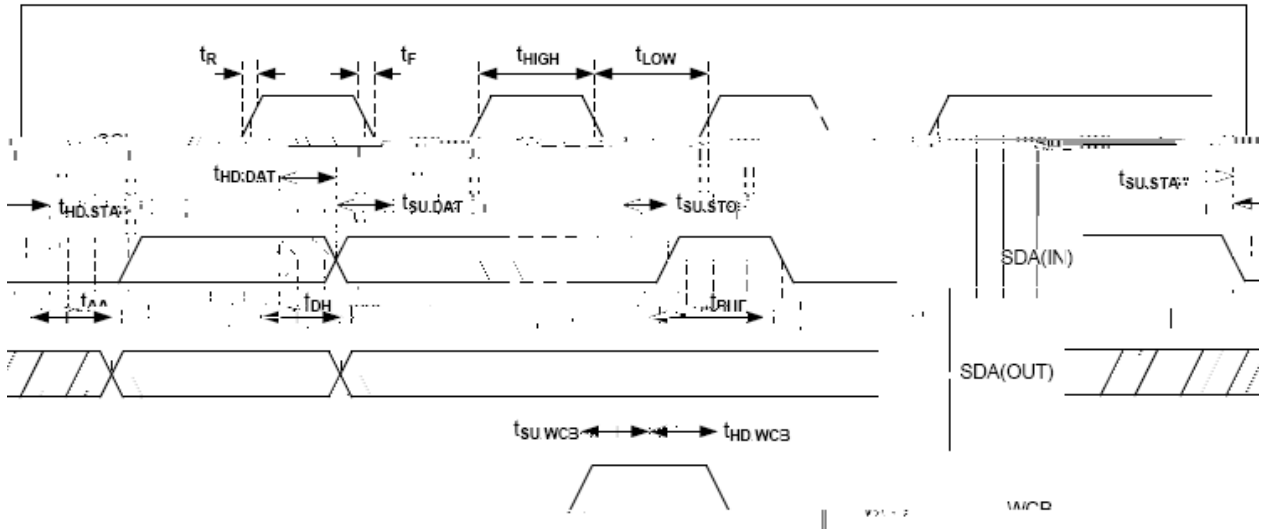 tR tF tHIGH tLOW
tHD:DAT
tSU:STA
tHD:STA tSU:DAT tSU:STO
SDA(IN)
tAA tDH tBUF
SDA(OUT)
tSU:WCB tHD:WCB
WCB